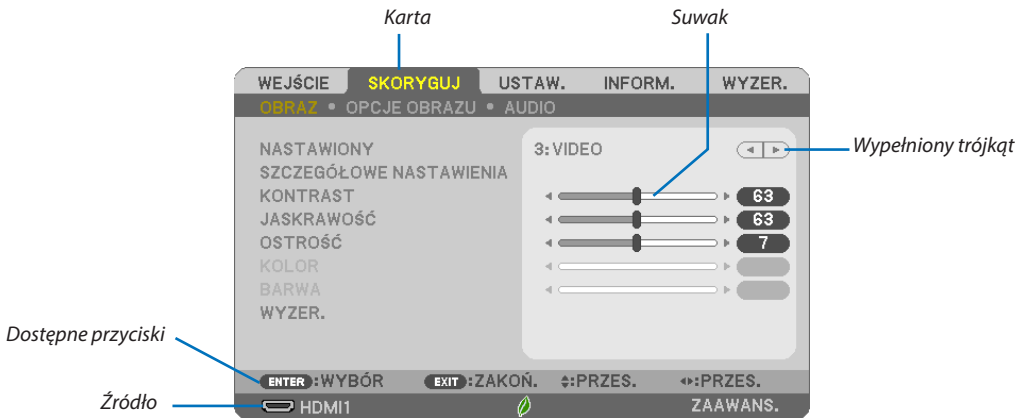 Karta
Suwak
WEJŚCIE SKORYGUJ USTAW. INFORM. WYZER.
OBRAZ • OPCJE OBRAZU • AUDIO
NASTAWIONY 3: VIDEO
Wypełniony trójkąt
SZCZEGÓŁOWE NASTAWIENIA
KONTRAST 63
JASKRAWOŚĆ 63
OSTROŚĆ 7
KOLOR
BARWA
WYZER.
Dostępne przyciski
ENTER :WYBÓR EXIT :ZAKOŃ. :PRZES. :PRZES.
Źródło
HDMI1 ZAAWANS.